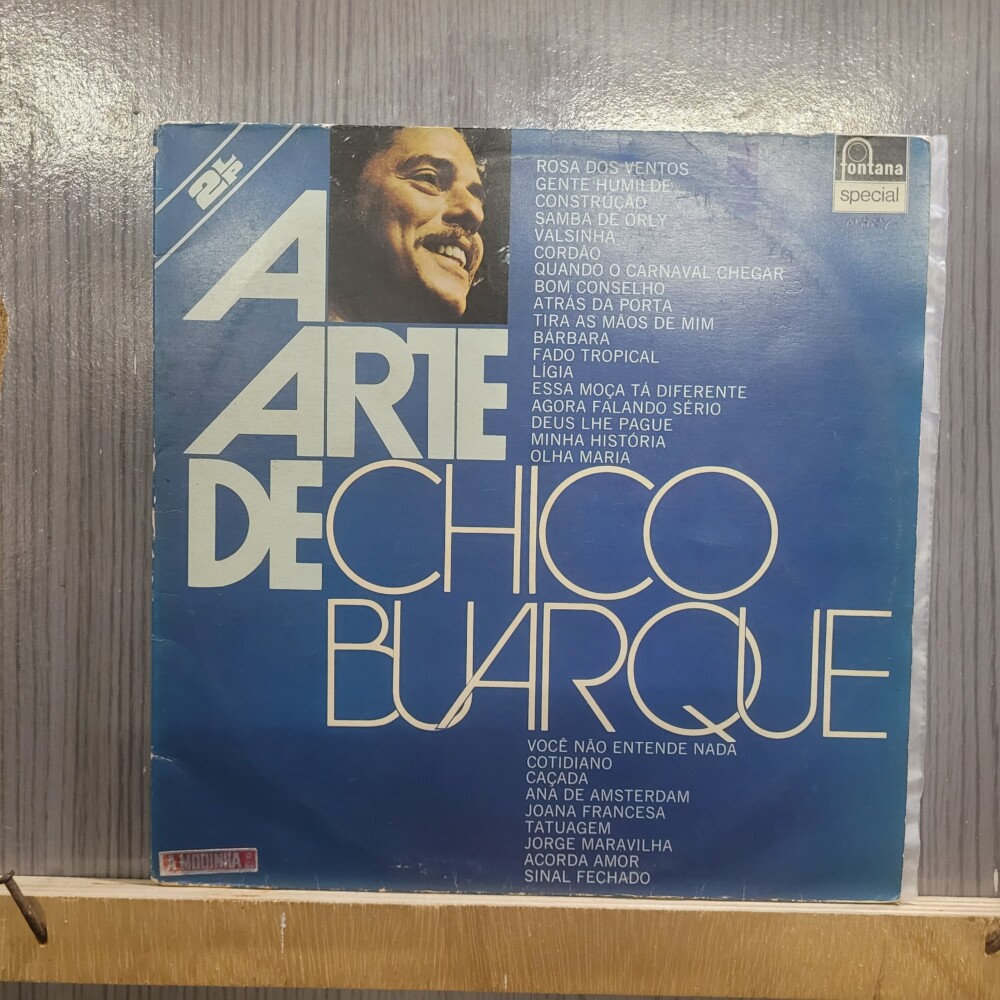 2 LP
A
ARTE
DE CHICO
BUARQUE
ROSA DOS VENTOS
GENTE HUMILDE
CONSTRUÇÃO
SAMBA DE ORLY
VALSINHA
CORDÃO
QUANDO O CARNAVAL CHEGAR
BOM CONSELHO
ATRÁS DA PORTA
TIRA AS MÃOS DE MIM
BÁRBARA
FADO TROPICAL
LÍGIA
ESSA MOÇA TÁ DIFERENTE
AGORA FALANDO SÉRIO
DEUS LHE PAGUE
MINHA HISTÓRIA
OLHA MARIA
VOCÊ NÃO ENTENDE NADA
COTIDIANO
CAÇADA
ANA DE AMSTERDAM
JOANA FRANCESA
TATUAGEM
JORGE MARAVILHA
ACORDA AMOR
SINAL FECHADO
fontana
special
MARY
A MODINHA